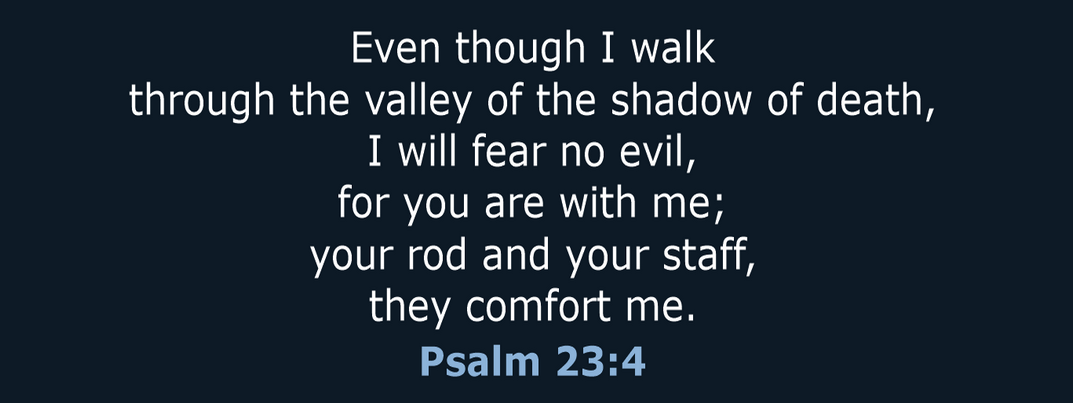 Even though I walk
through the valley of the shadow of death,
I will fear no evil,
for you are with me;
your rod and your staff,
they comfort me.
Psalm 23:4